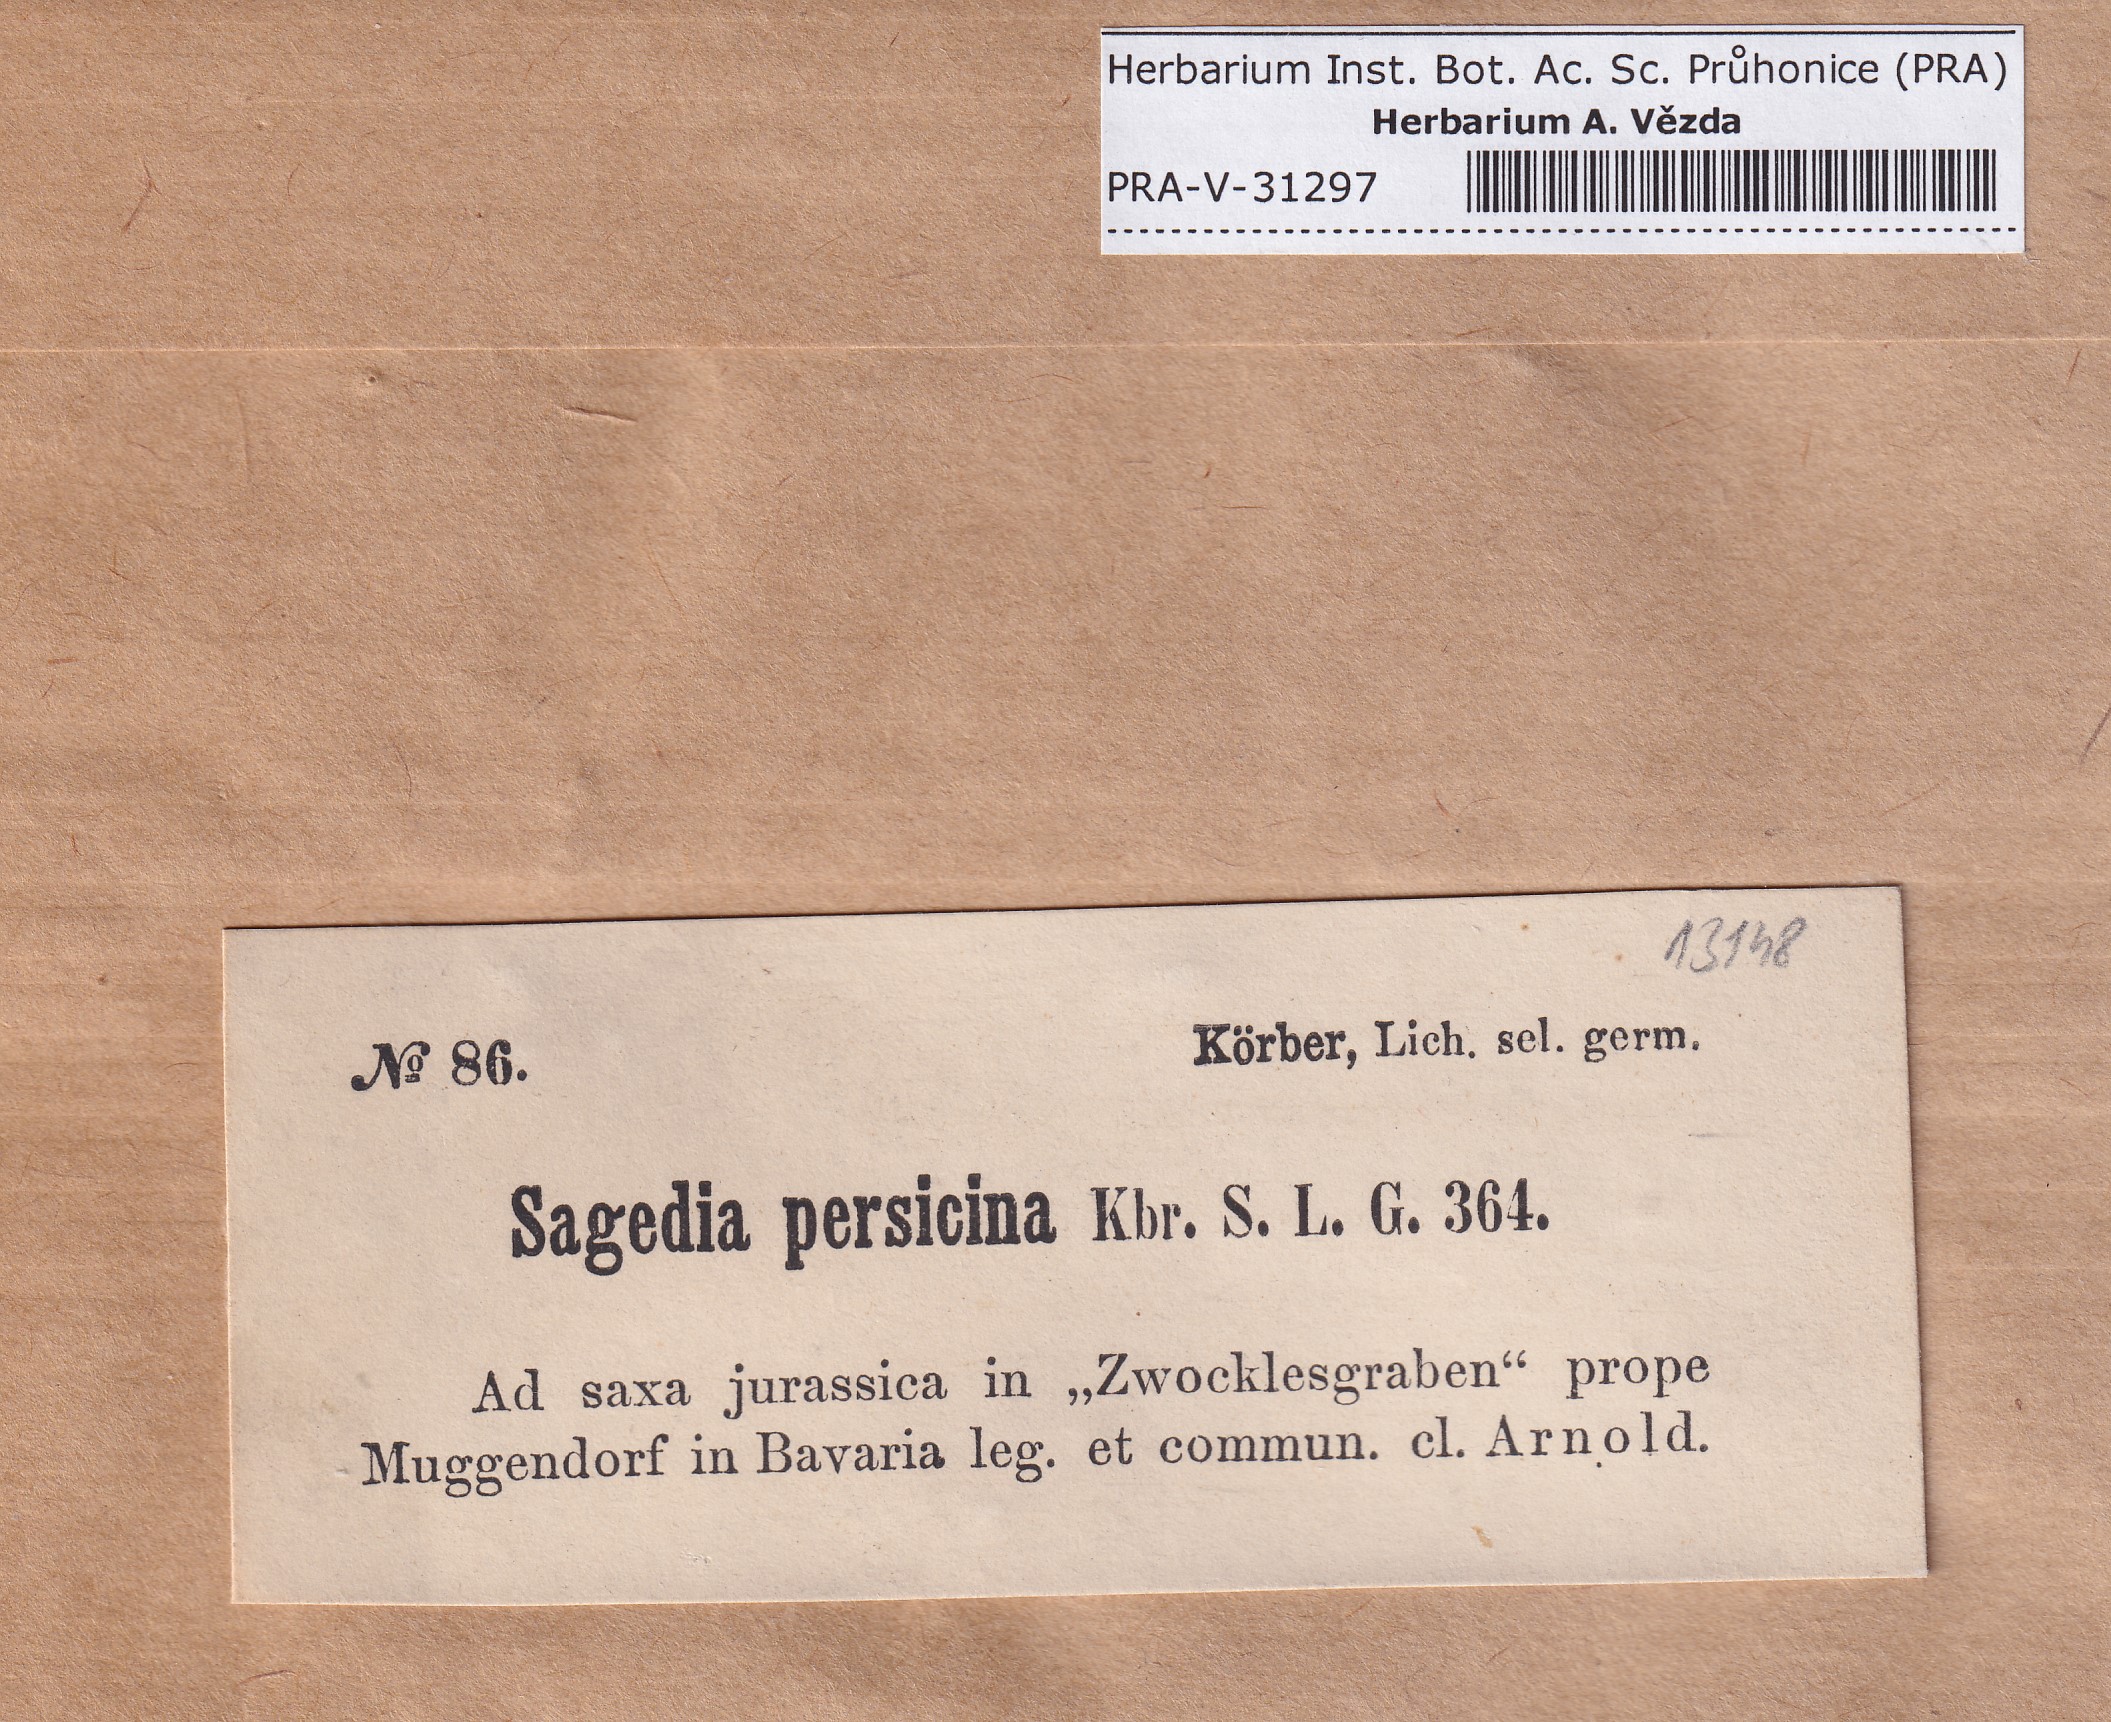 Herbarium Inst. Bot. Ac. Sc. Průhonice (PRA)
Herbarium A. Vězda
PRA-V-31297
13148
№ 86.
Körber, Lich. sel. germ.
Sagedia persicina Kbr. S. L. G. 364.
Ad saxa jurassica in „Zwocklesgraben“ prope
Muggendorf in Bavaria leg. et commun. cl. Arnold.